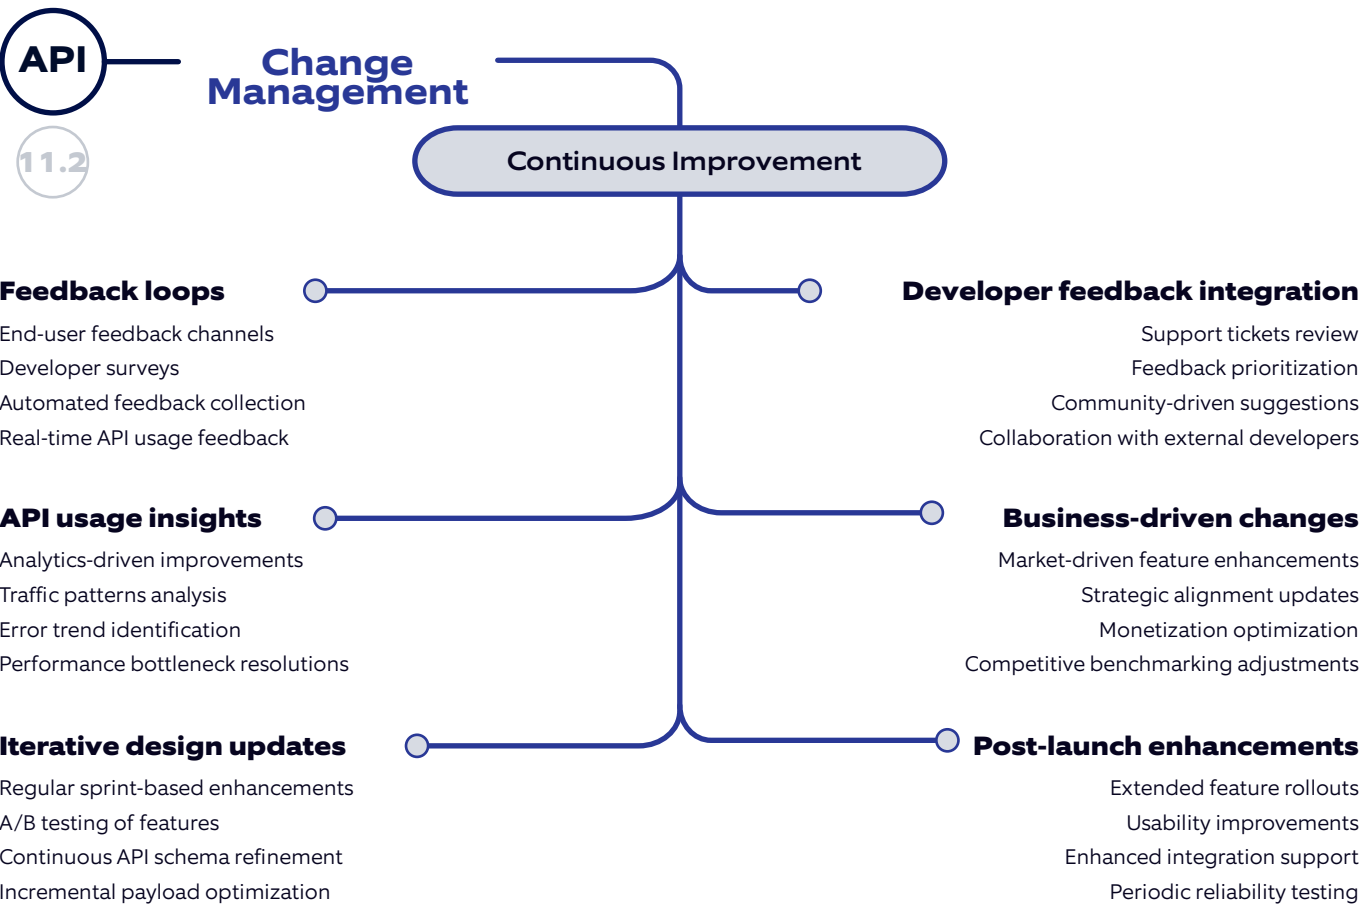 API
Change
Management
11.2
Continuous Improvement
Feedback loops
End-user feedback channels
Developer surveys
Automated feedback collection
Real-time API usage feedback
Developer feedback integration
Support tickets review
Feedback prioritization
Community-driven suggestions
Collaboration with external developers
API usage insights
Analytics-driven improvements
Traffic patterns analysis
Error trend identification
Performance bottleneck resolutions
Business-driven changes
Market-driven feature enhancements
Strategic alignment updates
Monetization optimization
Competitive benchmarking adjustments
Iterative design updates
Regular sprint-based enhancements
A/B testing of features
Continuous API schema refinement
Incremental payload optimization
Post-launch enhancements
Extended feature rollouts
Usability improvements
Enhanced integration support
Periodic reliability testing